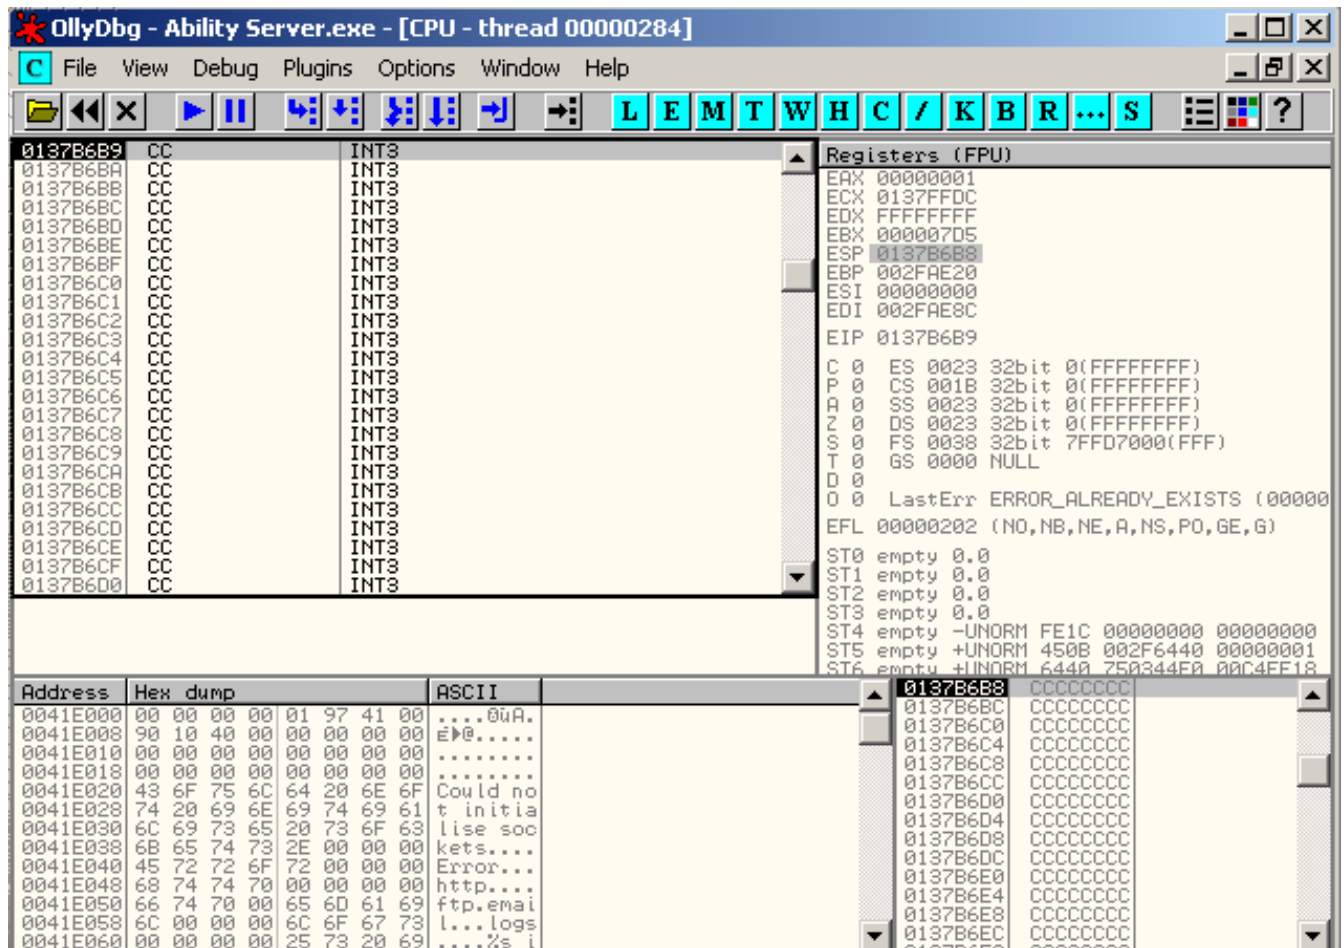 OllyDbg - Ability Server.exe - [CPU - thread 00000284]
C File View Debug Plugins Options Window Help
L E M T W H C / K B R ... S ?
0137B6B9 CC INT3
0137B6BA CC INT3
0137B6BB CC INT3
0137B6BC CC INT3
0137B6BD CC INT3
0137B6BE CC INT3
0137B6BF CC INT3
0137B6C0 CC INT3
0137B6C1 CC INT3
0137B6C2 CC INT3
0137B6C3 CC INT3
0137B6C4 CC INT3
0137B6C5 CC INT3
0137B6C6 CC INT3
0137B6C7 CC INT3
0137B6C8 CC INT3
0137B6C9 CC INT3
0137B6CA CC INT3
0137B6CB CC INT3
0137B6CC CC INT3
0137B6CD CC INT3
0137B6CE CC INT3
0137B6CF CC INT3
0137B6D0 CC INT3
Registers (FPU)
EAX 00000001
ECX 0137FFDC
EDX FFFFFFFF
EBX 000007D5
ESP 0137B6B8
EBP 002FAE20
ESI 00000000
EDI 002FAE8C
EIP 0137B6B9
C 0 ES 0023 32bit 0(FFFFFFFF)
P 0 CS 001B 32bit 0(FFFFFFFF)
A 0 SS 0023 32bit 0(FFFFFFFF)
Z 0 DS 0023 32bit 0(FFFFFFFF)
S 0 FS 0038 32bit 7FFD7000(FFF)
T 0 GS 0000 NULL
D 0
O 0 LastErr ERROR_ALREADY_EXISTS (00000
EFL 00000202 (NO,NB,NE,A,NS,PO,GE,G)
ST0 empty 0.0
ST1 empty 0.0
ST2 empty 0.0
ST3 empty 0.0
ST4 empty -UNORM FE1C 00000000 00000000
ST5 empty +UNORM 450B 002F6440 00000001
ST6 empty +UNORM 6440 750344F0 00C4FF18
Address Hex dump ASCII
0041E000 00 00 00 00 01 97 41 00 ....☺ùA.
0041E008 90 10 40 00 00 00 00 00 É►@.....
0041E010 00 00 00 00 00 00 00 00 ........
0041E018 00 00 00 00 00 00 00 00 ........
0041E020 43 6F 75 6C 64 20 6E 6F Could no
0041E028 74 20 69 6E 69 74 69 61 t initia
0041E030 6C 69 73 65 20 73 6F 63 lise soc
0041E038 6B 65 74 73 2E 00 00 00 kets....
0041E040 45 72 72 6F 72 00 00 00 Error...
0041E048 68 74 74 70 00 00 00 00 http....
0041E050 66 74 70 00 65 6D 61 69 ftp.emai
0041E058 6C 00 00 00 6C 6F 67 73 l...logs
0041E060 00 00 00 00 25 73 20 69 ....%s i
0137B6B8 CCCCCCCC
0137B6BC CCCCCCCC
0137B6C0 CCCCCCCC
0137B6C4 CCCCCCCC
0137B6C8 CCCCCCCC
0137B6CC CCCCCCCC
0137B6D0 CCCCCCCC
0137B6D4 CCCCCCCC
0137B6D8 CCCCCCCC
0137B6DC CCCCCCCC
0137B6E0 CCCCCCCC
0137B6E4 CCCCCCCC
0137B6E8 CCCCCCCC
0137B6EC CCCCCCCC